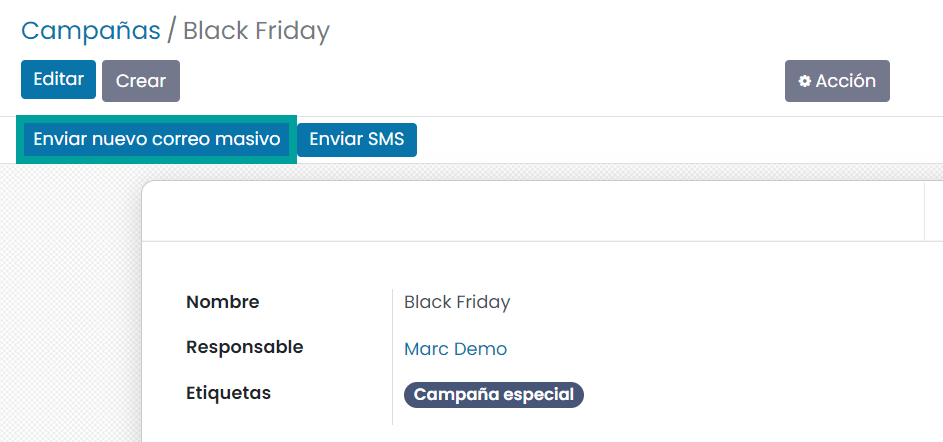 Campañas / Black Friday
Editar Crear Acción
Enviar nuevo correo masivo Enviar SMS
Nombre Black Friday
Responsable Marc Demo
Etiquetas Campaña especial